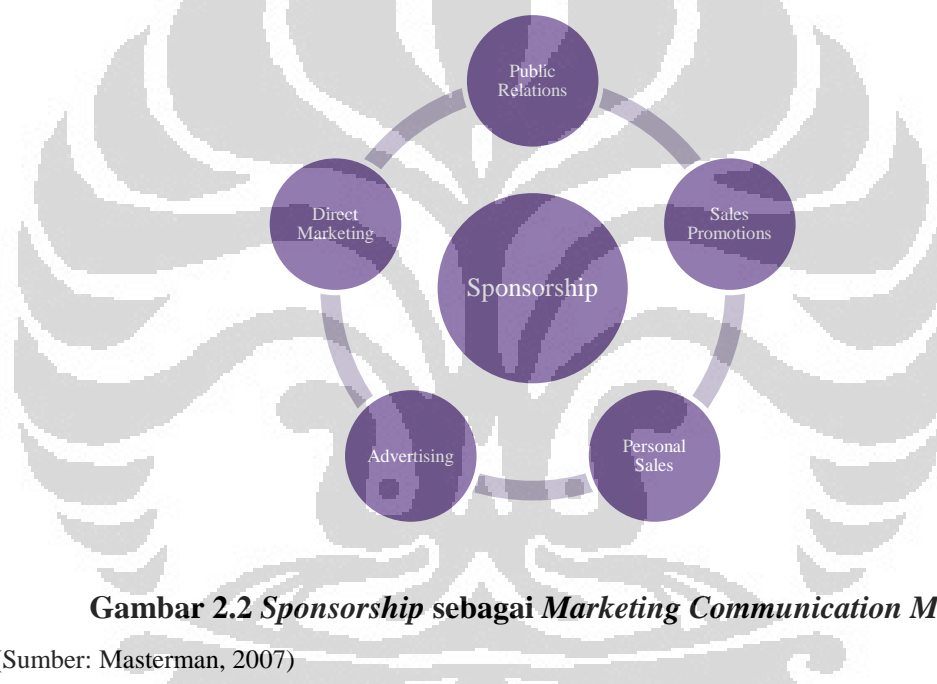 Public
Relations
Direct
Marketing
Sales
Promotions
Sponsorship
Advertising
Personal
Sales
Gambar 2.2 Sponsorship sebagai Marketing Communication M
(Sumber: Masterman, 2007)